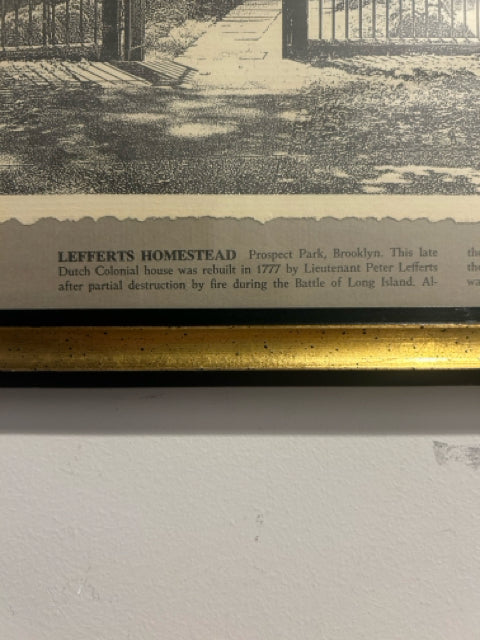 LEFFERTS HOMESTEAD Prospect Park, Brooklyn. This late
Dutch Colonial house was rebuilt in 1777 by Lieutenant Peter Lefferts
after partial destruction by fire during the Battle of Long Island. Al-